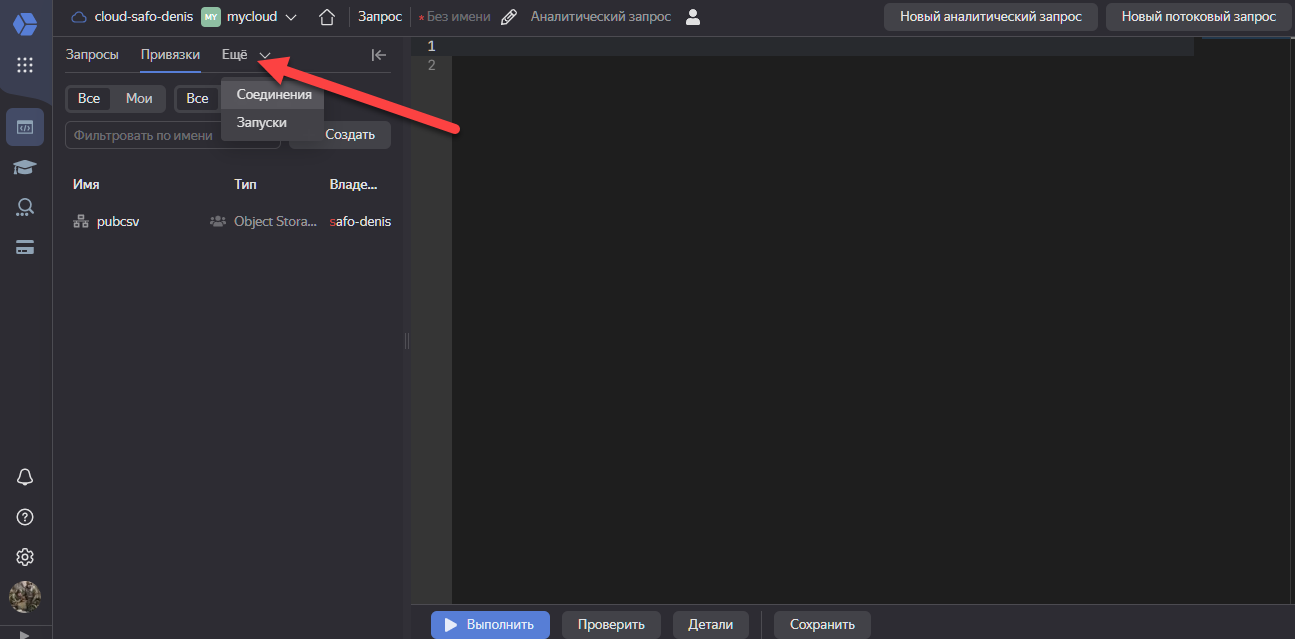 cloud-safo-denis MY mycloud Запрос * Без имени Аналитический запрос Новый аналитический запрос Новый потоковый запрос
Запросы Привязки Ещё
1
2
Соединения
Запуски
Все Мои Все
Фильтровать по имени Создать
Имя Тип Владе...
pubcsv Object Stora... safo-denis
Выполнить Проверить Детали Сохранить